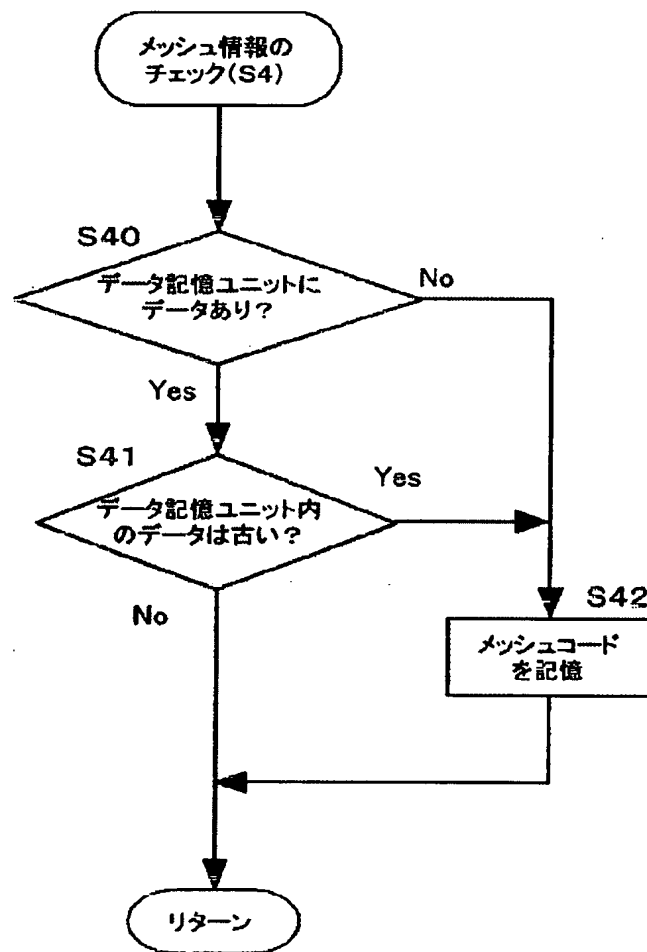 メッシュ情報の
チェック(S4)
S40
データ記憶ユニットに
データあり？
No
Yes
S41
データ記憶ユニット内
のデータは古い？
Yes
No
S42
メッシュコード
を記憶
リターン